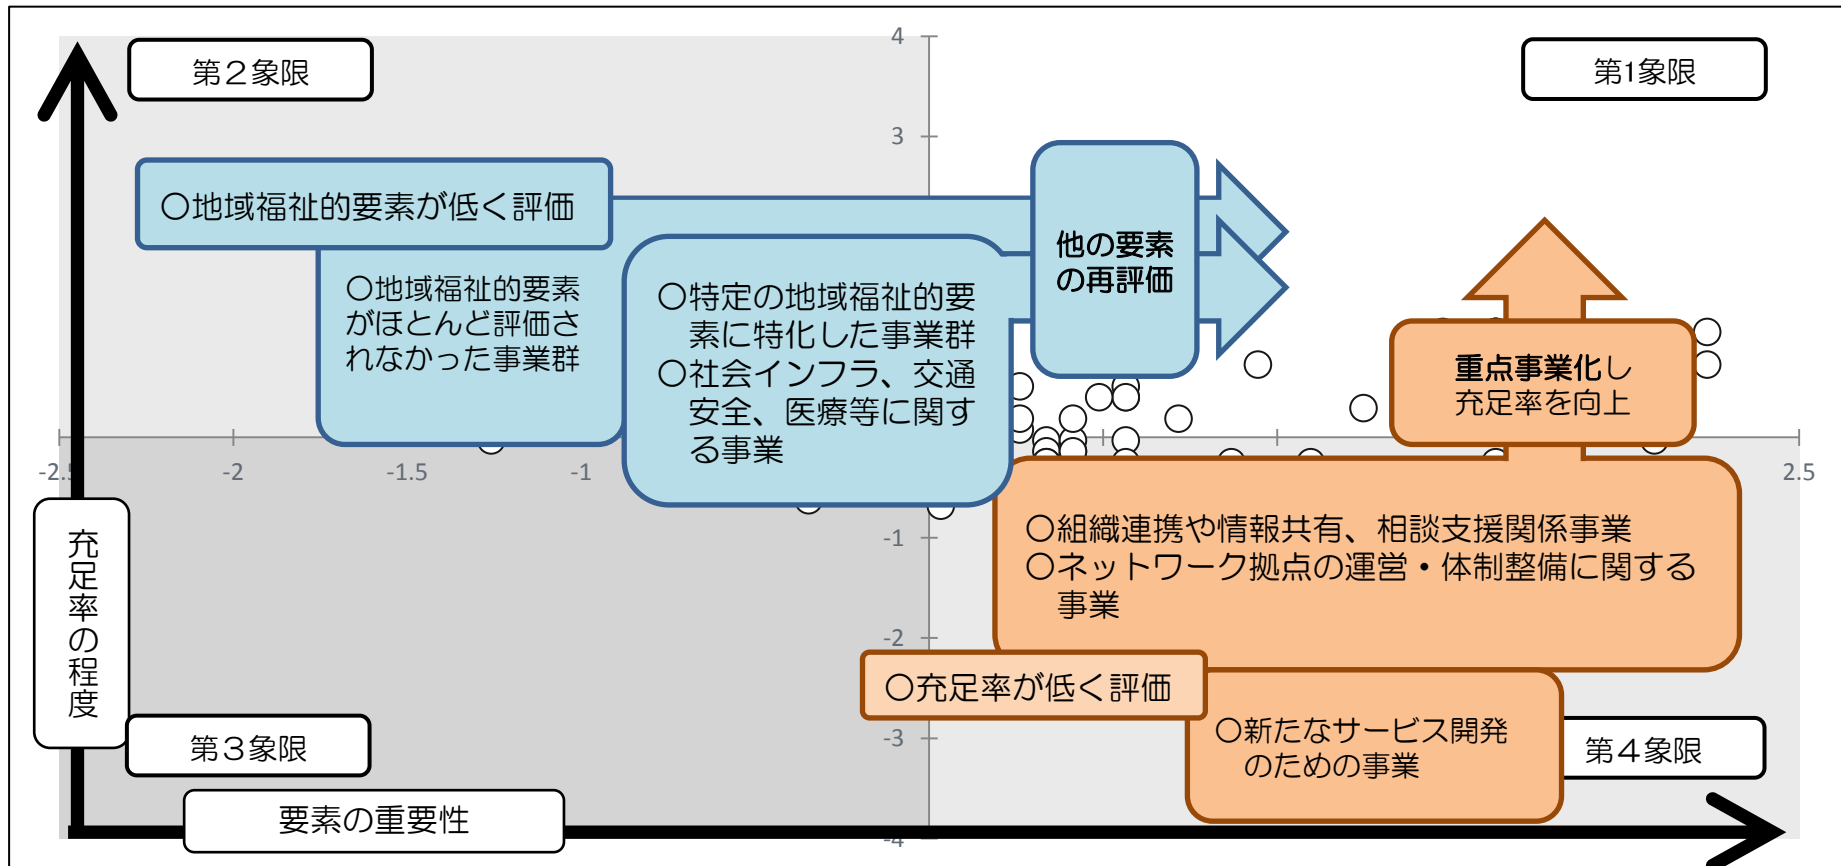 第２象限
4
第1象限
3
〇地域福祉的要素が低く評価
他の要素
の再評価
〇地域福祉的要素
がほとんど評価さ
れなかった事業群
〇特定の地域福祉的要
素に特化した事業群
〇社会インフラ、交通
安全、医療等に関す
る事業
重点事業化し
充足率を向上
-2.5
-2
-1.5
-1
2.5
充足率の程度
-1
〇組織連携や情報共有、相談支援関係事業
〇ネットワーク拠点の運営・体制整備に関する
事業
-2
〇充足率が低く評価
〇新たなサービス開発
のための事業
第３象限
-3
第４象限
要素の重要性
-4